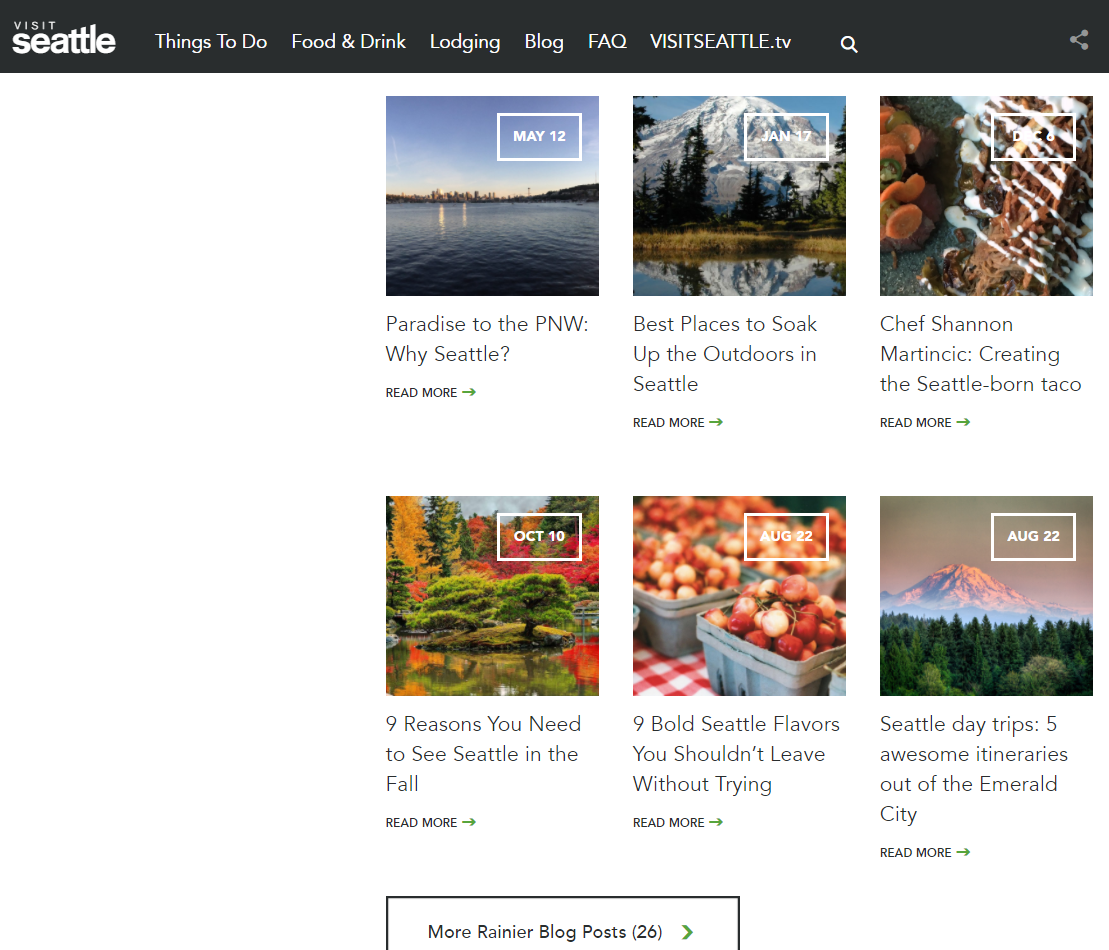 VISIT
seattle
Things To Do
Food & Drink
Lodging
Blog
FAQ
VISITSEATTLE.tv
MAY 12
JAN 17
DEC 6
Paradise to the PNW:
Why Seattle?
READ MORE
Best Places to Soak
Up the Outdoors in
Seattle
READ MORE
Chef Shannon
Martincic: Creating
the Seattle-born taco
READ MORE
OCT 10
AUG 22
AUG 22
9 Reasons You Need
to See Seattle in the
Fall
READ MORE
9 Bold Seattle Flavors
You Shouldn’t Leave
Without Trying
READ MORE
Seattle day trips: 5
awesome itineraries
out of the Emerald
City
READ MORE
More Rainier Blog Posts (26)